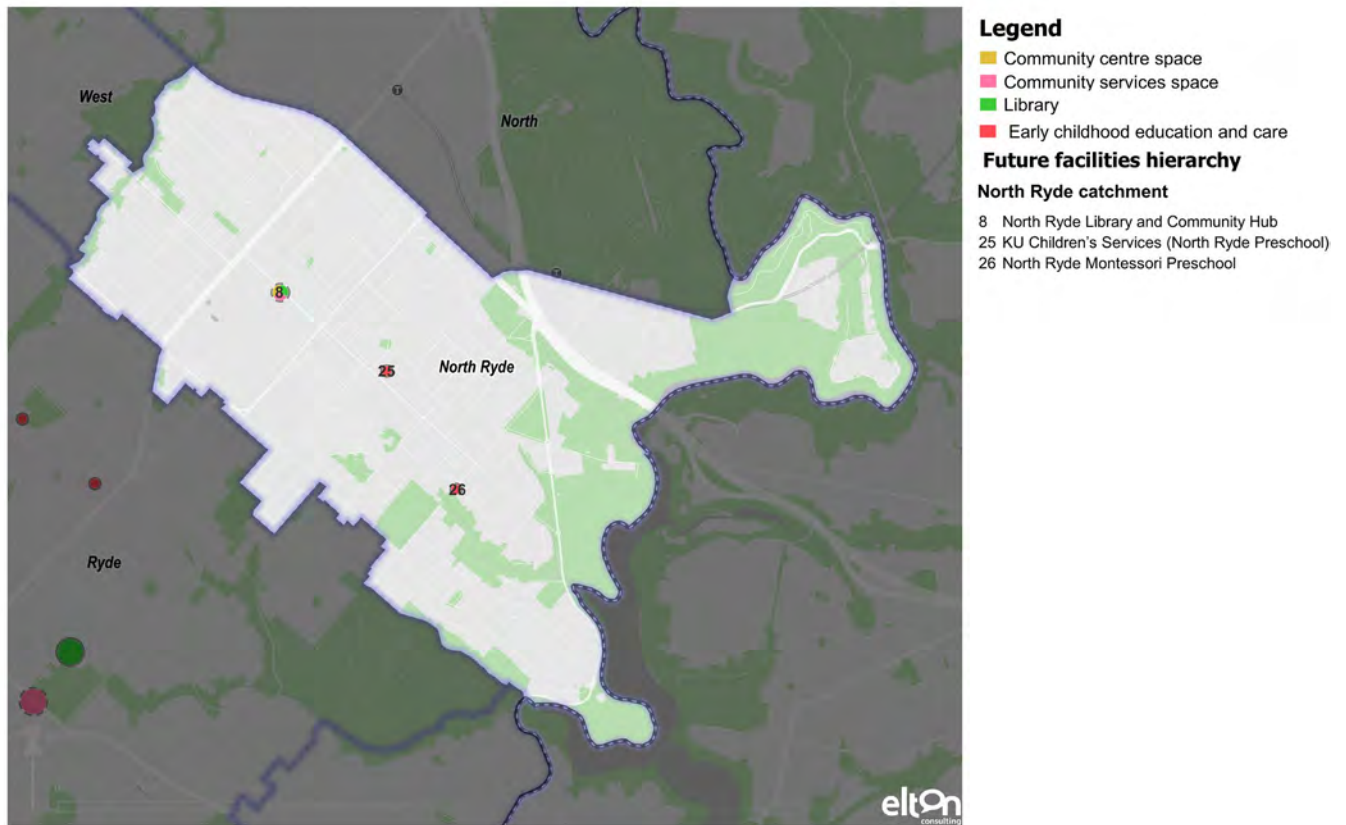 West
North
8
25
North Ryde
26
Ryde
elton
consulting
Legend
Community centre space
Community services space
Library
Early childhood education and care
Future facilities hierarchy
North Ryde catchment
8 North Ryde Library and Community Hub
25 KU Children's Services (North Ryde Preschool)
26 North Ryde Montessori Preschool